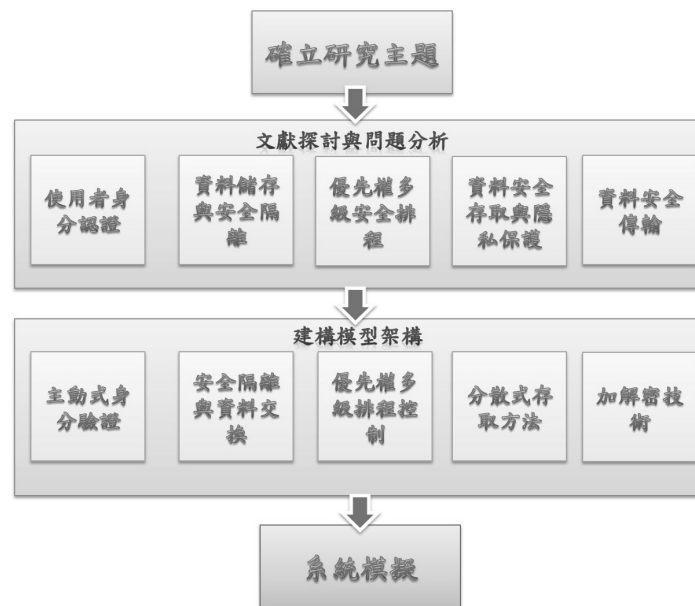 確立研究主題
文獻探討與問題分析
使用者身
分認證
資料儲存
與安全隔
離
優先權多
級安全排
程
資料安全
存取與隱
私保護
資料安全
傳輸
建構模型架構
主動式身
分驗證
安全隔離
與資料交
換
優先權多
級排程控
制
分散式存
取方法
加解密技
術
系統模擬